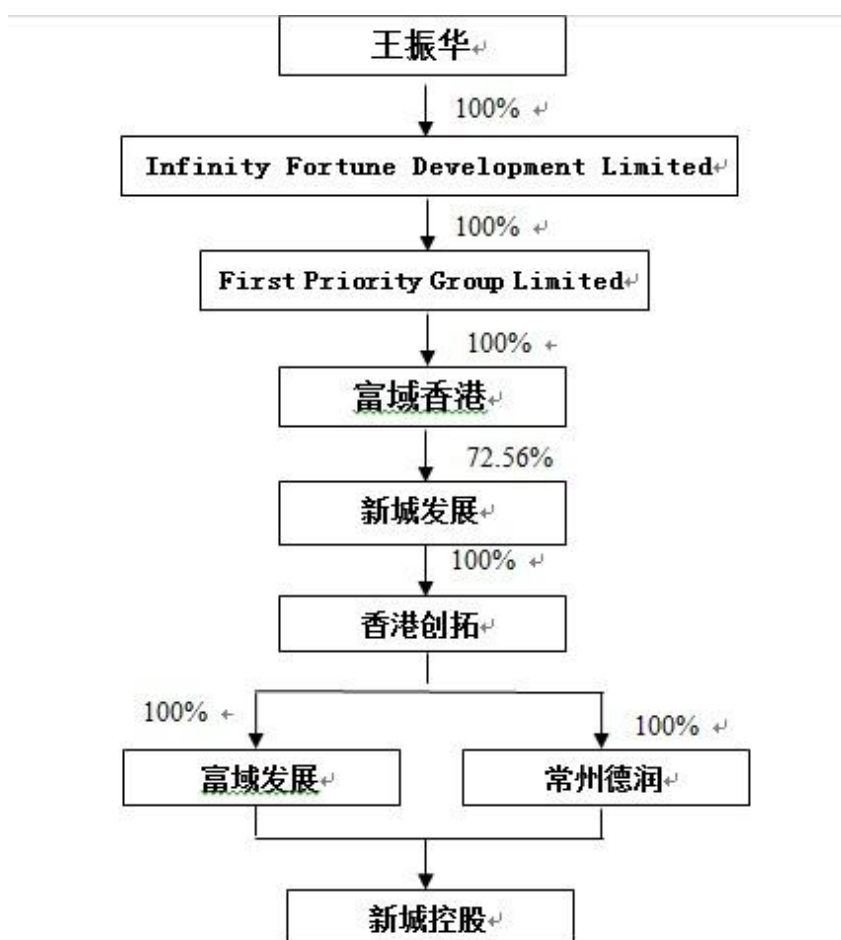 王振华
100%
Infinity Fortune Development Limited
100%
First Priority Group Limited
100%
富域香港
72.56%
新城发展
100%
香港创拓
100%
100%
富域发展
常州德润
新城控股